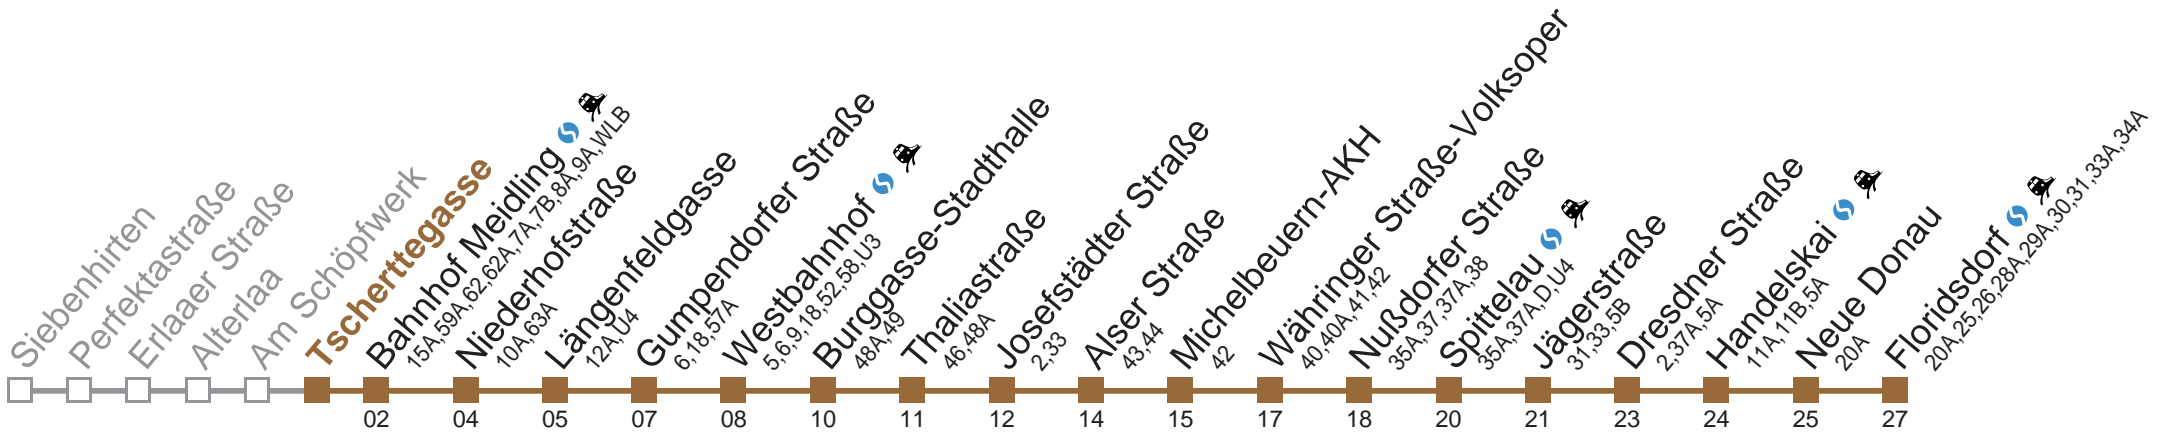 Siebenhirten
Perfektastraße
Erlaaer Straße
Alterlaa
Am Schöpfwerk
Tscherttegasse
Bahnhof Meidling
15A,59A,62,62A,7A,7B,8A,9A,WLB
Niederhofstraße
10A,63A
Längenfeldgasse
12A,U4
Gumpendorfer Straße
6,18,57A
Westbahnhof
5,6,9,18,52,58,U3
Burggasse-Stadthalle
48A,49
Thaliastraße
46,48A
Josefstädter Straße
2,33
Alser Straße
43,44
Michelbeuern-AKH
42
Währinger Straße-Volksoper
40,40A,41,42
Nußdorfer Straße
35A,37,37A,38
Spittelau
35A,37A,D,U4
Jägerstraße
31,33,5B
Dresdner Straße
2,37A,5A
Handelskai
11A,11B,5A
Neue Donau
20A
Floridsdorf
20A,25,26,28A,29A,30,31,33A,34A
02 04 05 07 08 10 11 12 14 15 17 18 20 21 23 24 25 27